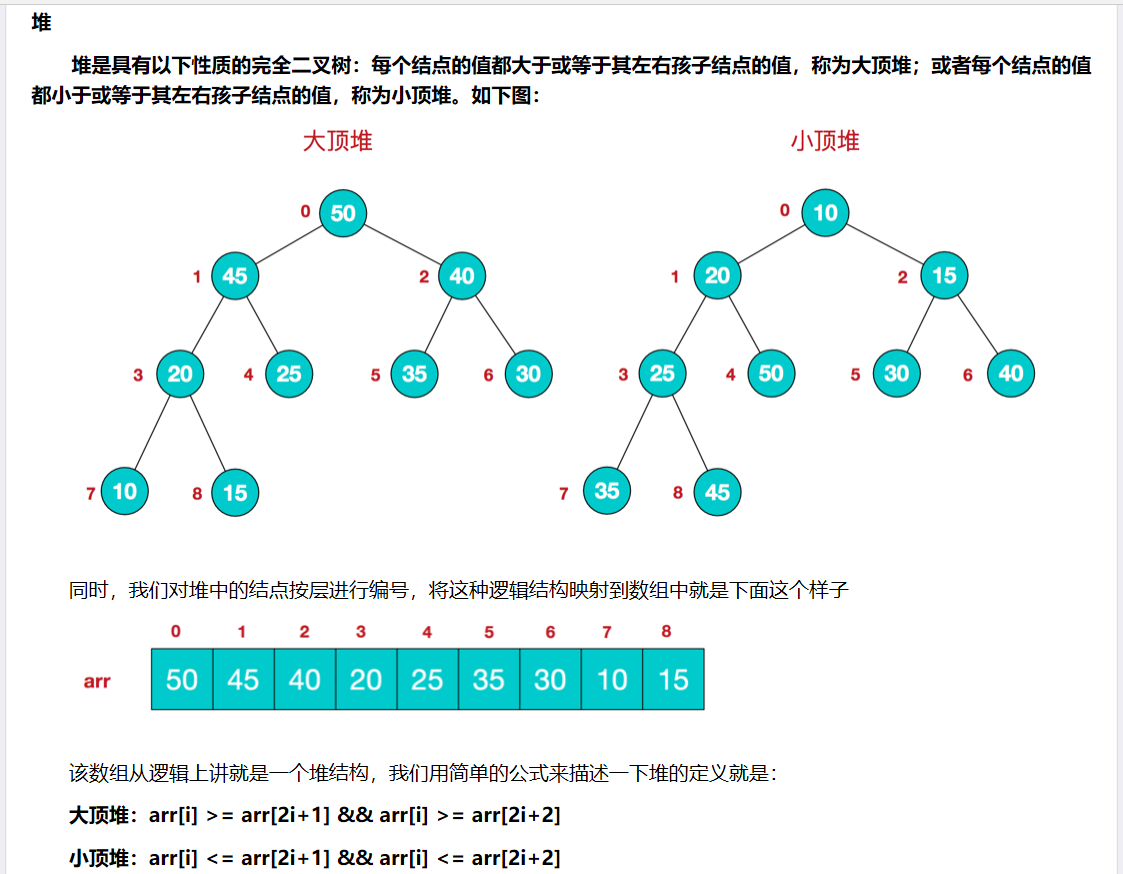 堆
堆是具有以下性质的完全二叉树：每个结点的值都大于或等于其左右孩子结点的值，称为大顶堆；或者每个结点的值
都小于或等于其左右孩子结点的值，称为小顶堆。如下图：
大顶堆 小顶堆
0 50 0 10
1 45 2 40 1 20 2 15
3 20 4 25 5 35 6 30 3 25 4 50 5 30 6 40
7 10 8 15 7 35 8 45
同时，我们对堆中的结点按层进行编号，将这种逻辑结构映射到数组中就是下面这个样子
0 1 2 3 4 5 6 7 8
arr 50 45 40 20 25 35 30 10 15
该数组从逻辑上讲就是一个堆结构，我们用简单的公式来描述一下堆的定义就是：
大顶堆：arr[i] >= arr[2i+1] && arr[i] >= arr[2i+2]
小顶堆：arr[i] <= arr[2i+1] && arr[i] <= arr[2i+2]